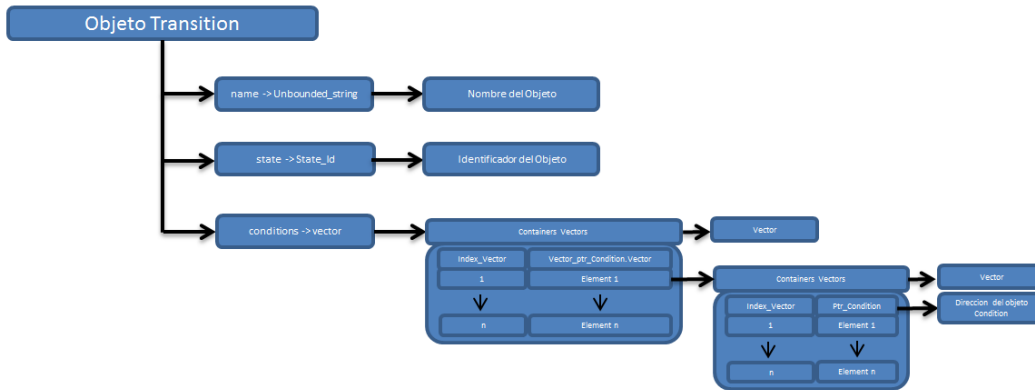 Objeto Transition
name -> Unbounded_string
Nombre del Objeto
state -> State_Id
Identificador del Objeto
conditions -> vector
Containers Vectors
Vector
Index_Vector
Vector_ptr_Condition.Vector
1
Element 1
n
Element n
Containers Vectors
Vector
Index_Vector
Ptr_Condition
Direccion del objeto
Condition
1
Element 1
n
Element n